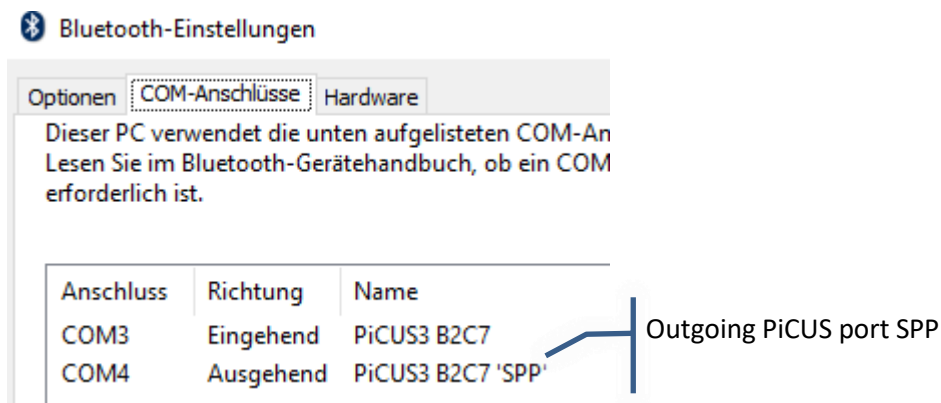 Bluetooth-Einstellungen
Optionen COM-Anschlüsse Hardware
Dieser PC verwendet die unten aufgelisteten COM-An
Lesen Sie im Bluetooth-Gerätehandbuch, ob ein COM
erforderlich ist.
Anschluss Richtung Name
COM3 Eingehend PiCUS3 B2C7
COM4 Ausgehend PiCUS3 B2C7 'SPP'
Outgoing PiCUS port SPP